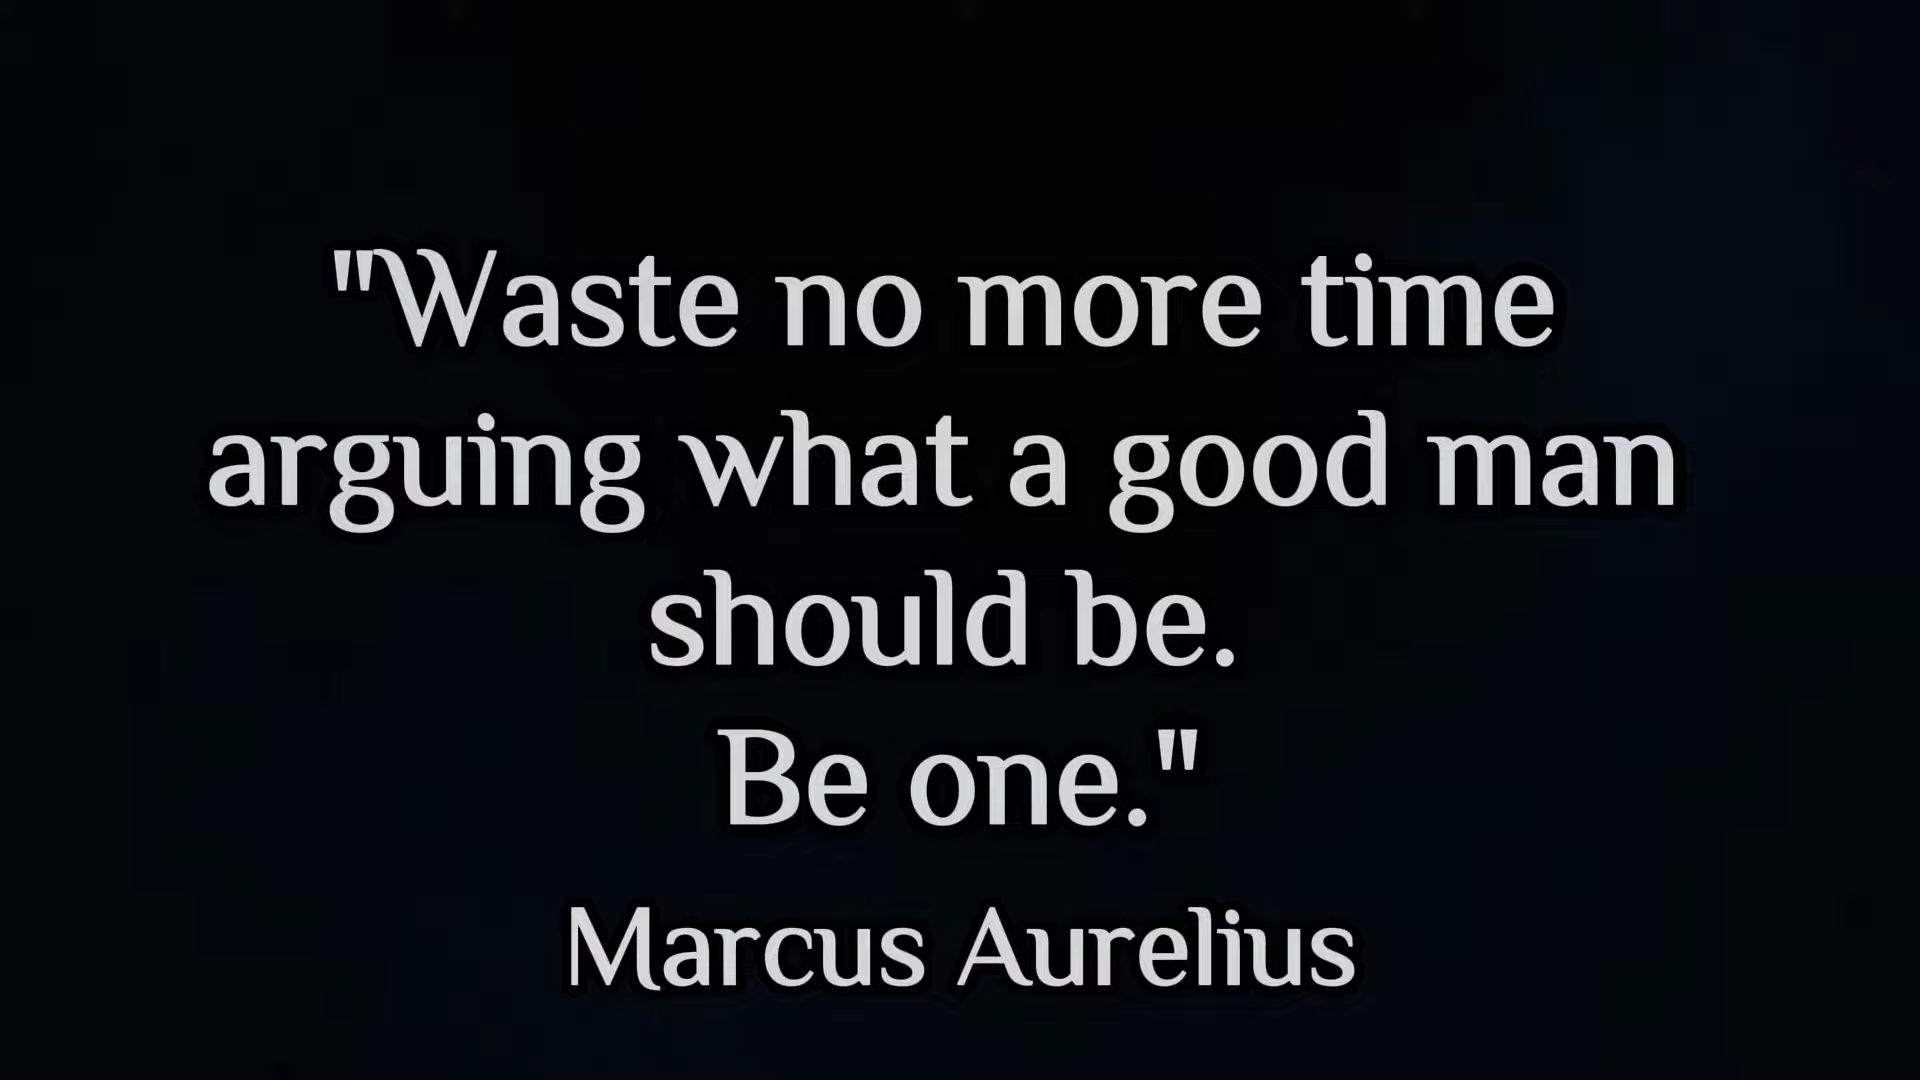 "Waste no more time
arguing what a good man
should be.
Be one."
Marcus Aurelius